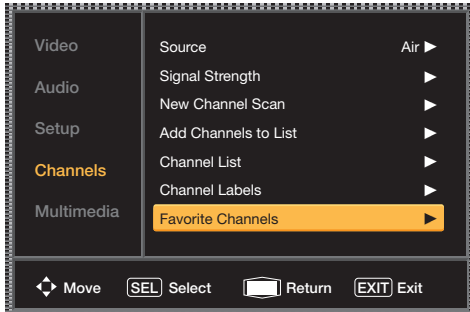 Video
Audio
Setup
Channels
Multimedia
Source Air
Signal Strength
New Channel Scan
Add Channels to List
Channel List
Channel Labels
Favorite Channels
Move SEL Select Return EXIT Exit